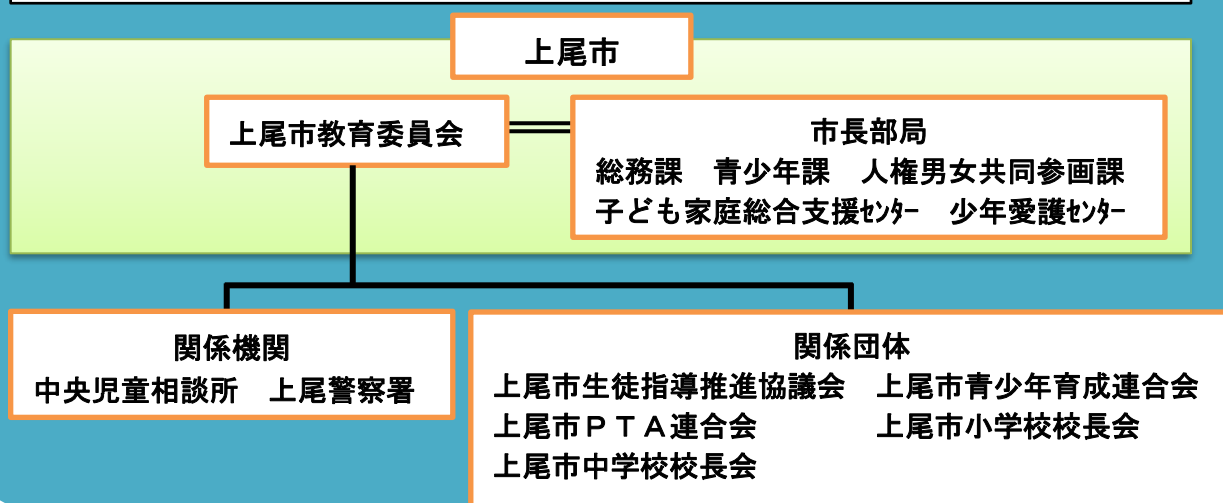 上尾市
上尾市教育委員会
市長部局
総務課　青少年課　人権男女共同参画課
子ども家庭総合支援ｾﾝﾀｰ　少年愛護ｾﾝﾀｰ
関係機関
中央児童相談所　上尾警察署
関係団体
上尾市生徒指導推進協議会　上尾市青少年育成連合会
上尾市ＰＴＡ連合会　上尾市小学校校長会
上尾市中学校校長会